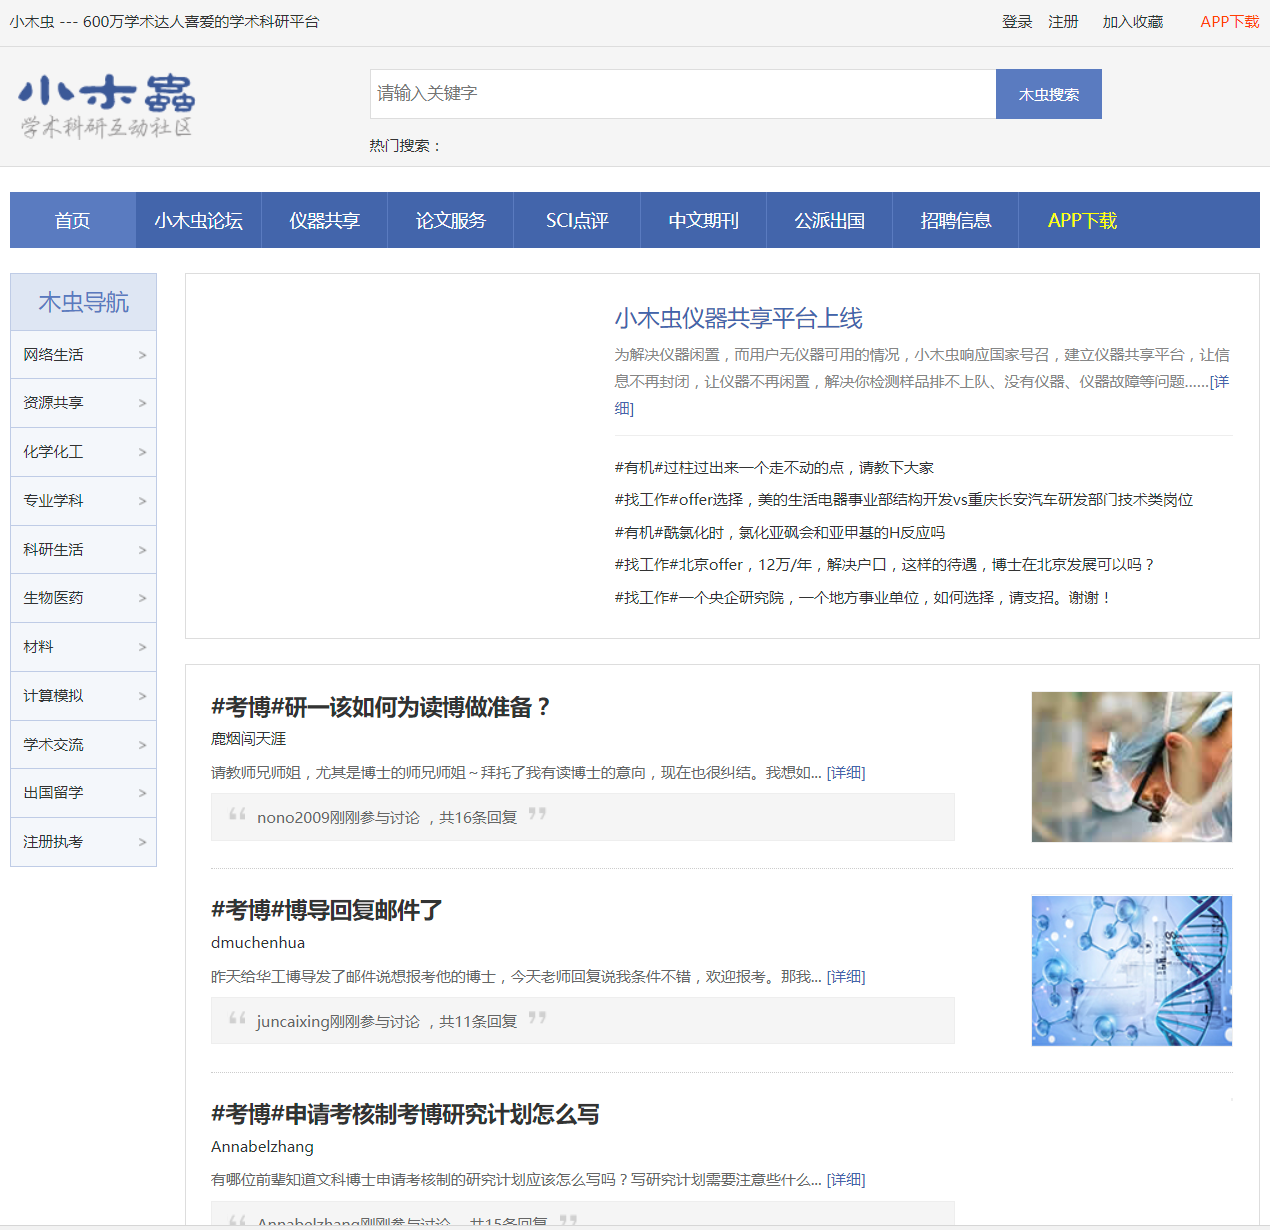 小木虫 --- 600万学术达人喜爱的学术科研平台
登录 注册 加入收藏 APP下载
小木蟲
学术科研互动社区
请输入关键字
木虫搜索
热门搜索：
首页 小木虫论坛 仪器共享 论文服务 SCI点评 中文期刊 公派出国 招聘信息 APP下载
木虫导航
网络生活 >
资源共享 >
化学化工 >
专业学科 >
科研生活 >
生物医药 >
材料 >
计算模拟 >
学术交流 >
出国留学 >
注册执考 >
小木虫仪器共享平台上线
为解决仪器闲置，而用户无仪器可用的情况，小木虫响应国家号召，建立仪器共享平台，让信
息不再封闭，让仪器不再闲置，解决你检测样品排不上队、没有仪器、仪器故障等问题......[详
细]
#有机#过柱过出来一个走不动的点，请教下大家
#找工作#offer选择，美的生活电器事业部结构开发vs重庆长安汽车研发部门技术类岗位
#有机#酰氯化时，氯化亚砜会和亚甲基的H反应吗
#找工作#北京offer，12万/年，解决户口，这样的待遇，博士在北京发展可以吗？
#找工作#一个央企研究院，一个地方事业单位，如何选择，请支招。谢谢！
#考博#研一该如何为读博做准备？
鹿烟闯天涯
请教师兄师姐，尤其是博士的师兄师姐～拜托了我有读博士的意向，现在也很纠结。我想如... [详细]
“ nono2009刚刚参与讨论 ，共16条回复 ”
#考博#博导回复邮件了
dmuchenhua
昨天给华工博导发了邮件说想报考他的博士，今天老师回复说我条件不错，欢迎报考。那我... [详细]
“ juncaixing刚刚参与讨论 ，共11条回复 ”
#考博#申请考核制考博研究计划怎么写
Annabelzhang
有哪位前辈知道文科博士申请考核制的研究计划应该怎么写吗？写研究计划需要注意些什么... [详细]
“ Annabelzhang刚刚参与讨论 ，共15条回复 ”